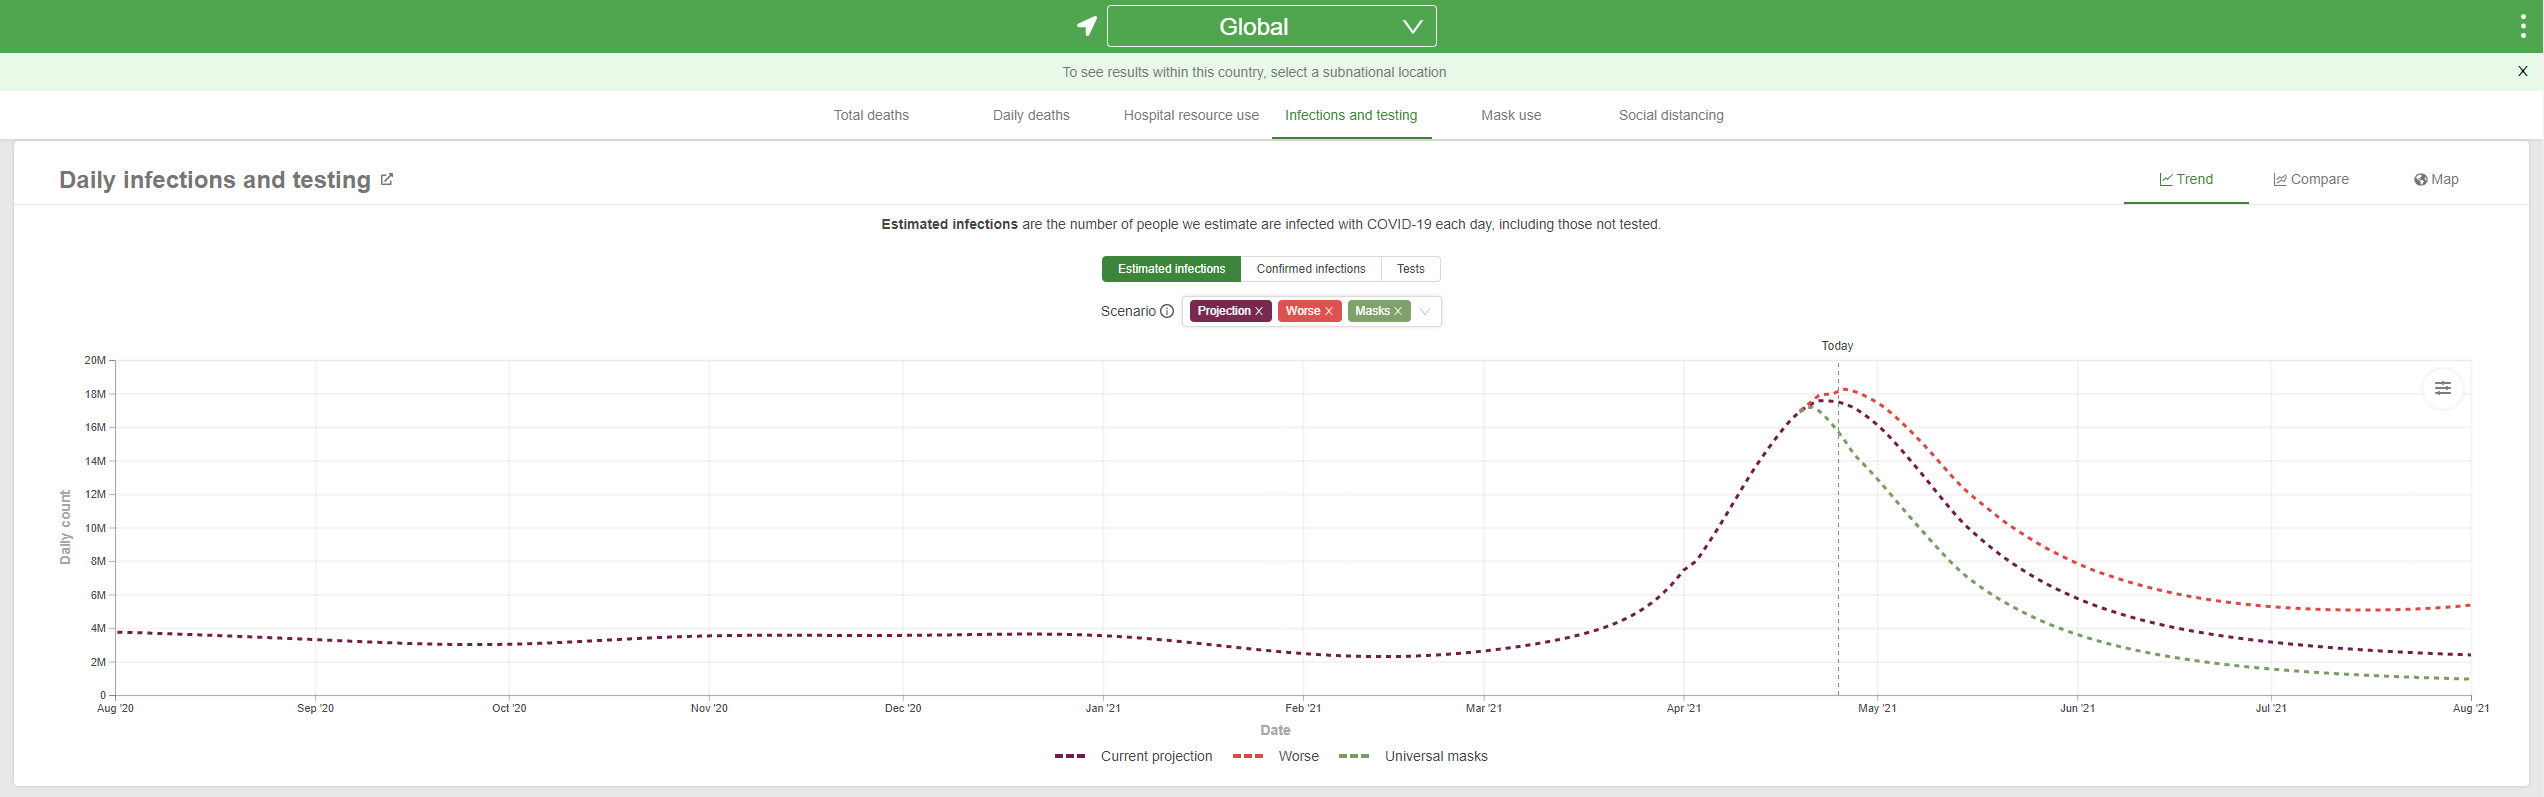 Global
To see results within this country, select a subnational location
X
Total deaths
Daily deaths
Hospital resource use
Infections and testing
Mask use
Social distancing
Daily infections and testing
Trend
Compare
Map
Estimated infections are the number of people we estimate are infected with COVID-19 each day, including those not tested.
Estimated infections
Confirmed infections
Tests
Scenario
Projection X
Worse X
Masks X
Today
20M
18M
16M
14M
12M
10M
8M
6M
4M
2M
0
Daily count
Aug '20
Sep '20
Oct '20
Nov '20
Dec '20
Jan '21
Feb '21
Mar '21
Apr '21
May '21
Jun '21
Jul '21
Aug '21
Date
Current projection
Worse
Universal masks